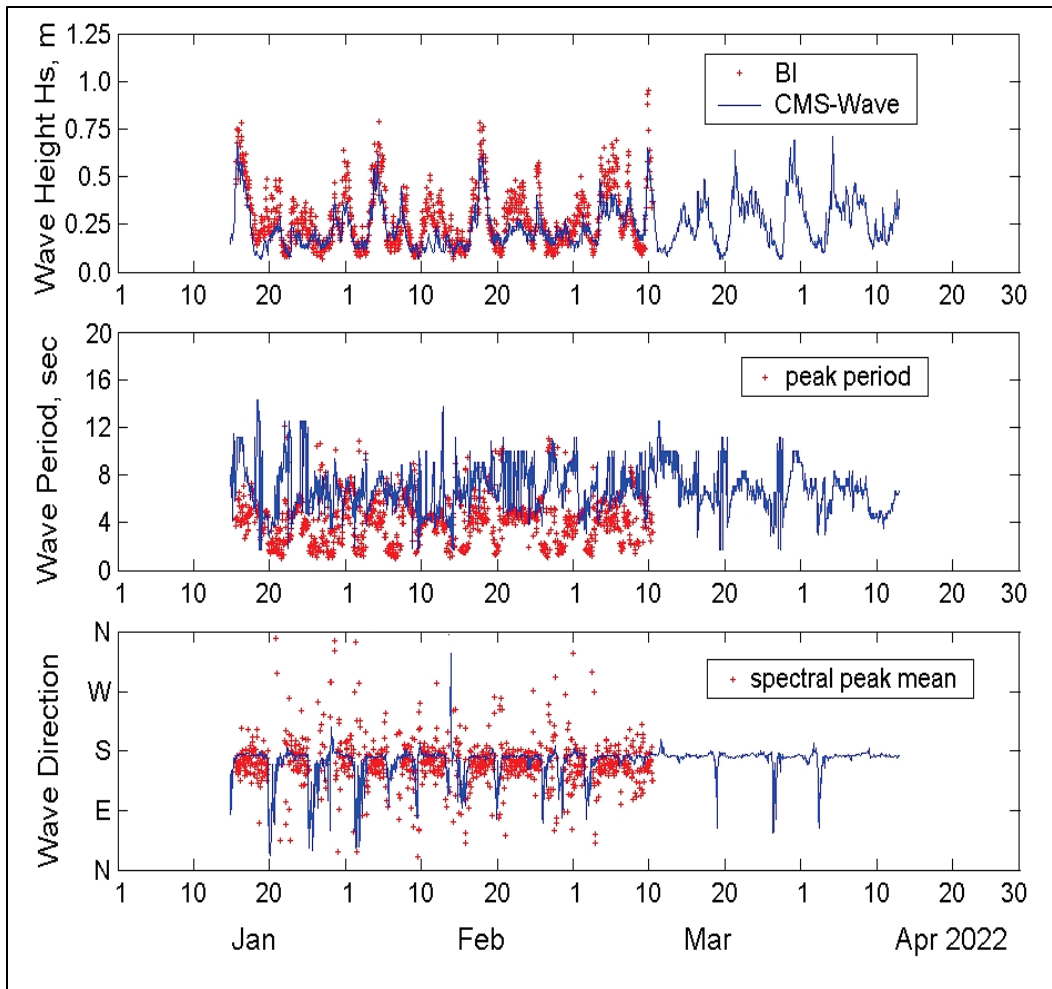 Wave Height Hs, m
1.25
1.0
0.75
0.5
0.25
0.0
BI
CMS-Wave
1 10 20 1 10 20 1 10 20 1 10 20 30
Wave Period, sec
20
16
12
8
4
0
peak period
1 10 20 1 10 20 1 10 20 1 10 20 30
Wave Direction
N
W
S
E
N
spectral peak mean
1 10 20 1 10 20 1 10 20 1 10 20 30
Jan Feb Mar Apr 2022